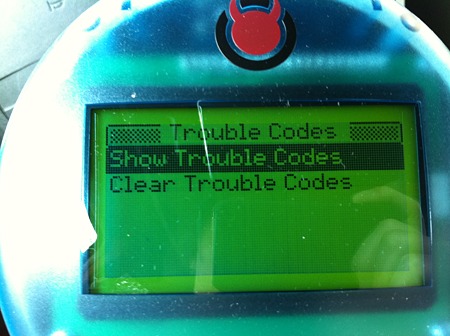 Trouble Codes
Show Trouble Codes
Clear Trouble Codes